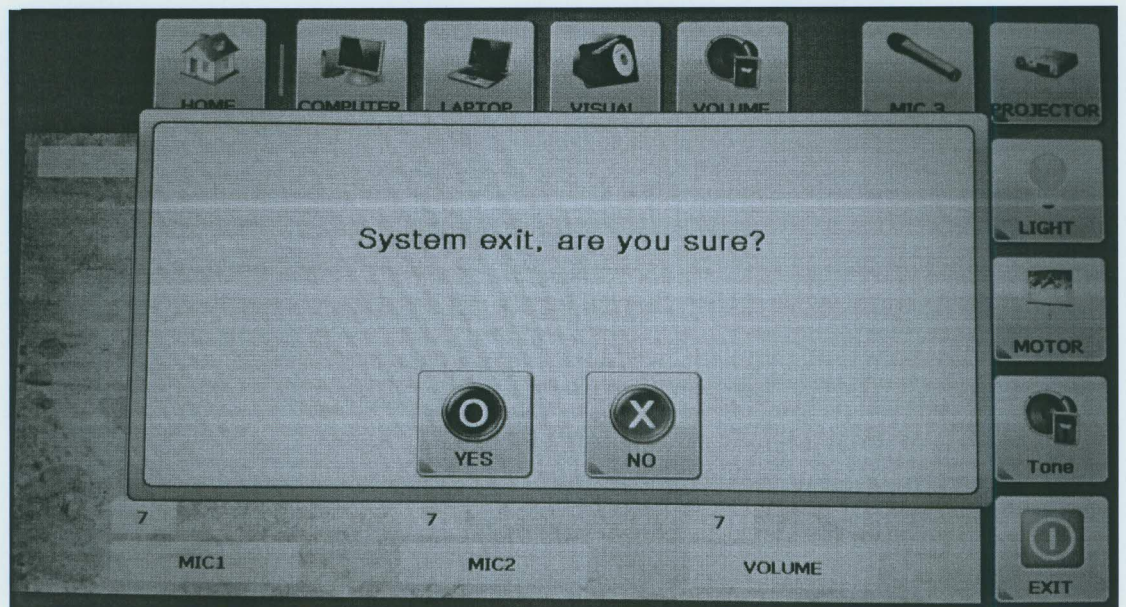 HOME COMPUTER LAPTOP VISUAL VOLUME MIC.3 PROJECTOR
System exit, are you sure?
LIGHT
MOTOR
O X
YES NO
Tone
7 7 7
MIC1 MIC2 VOLUME
EXIT